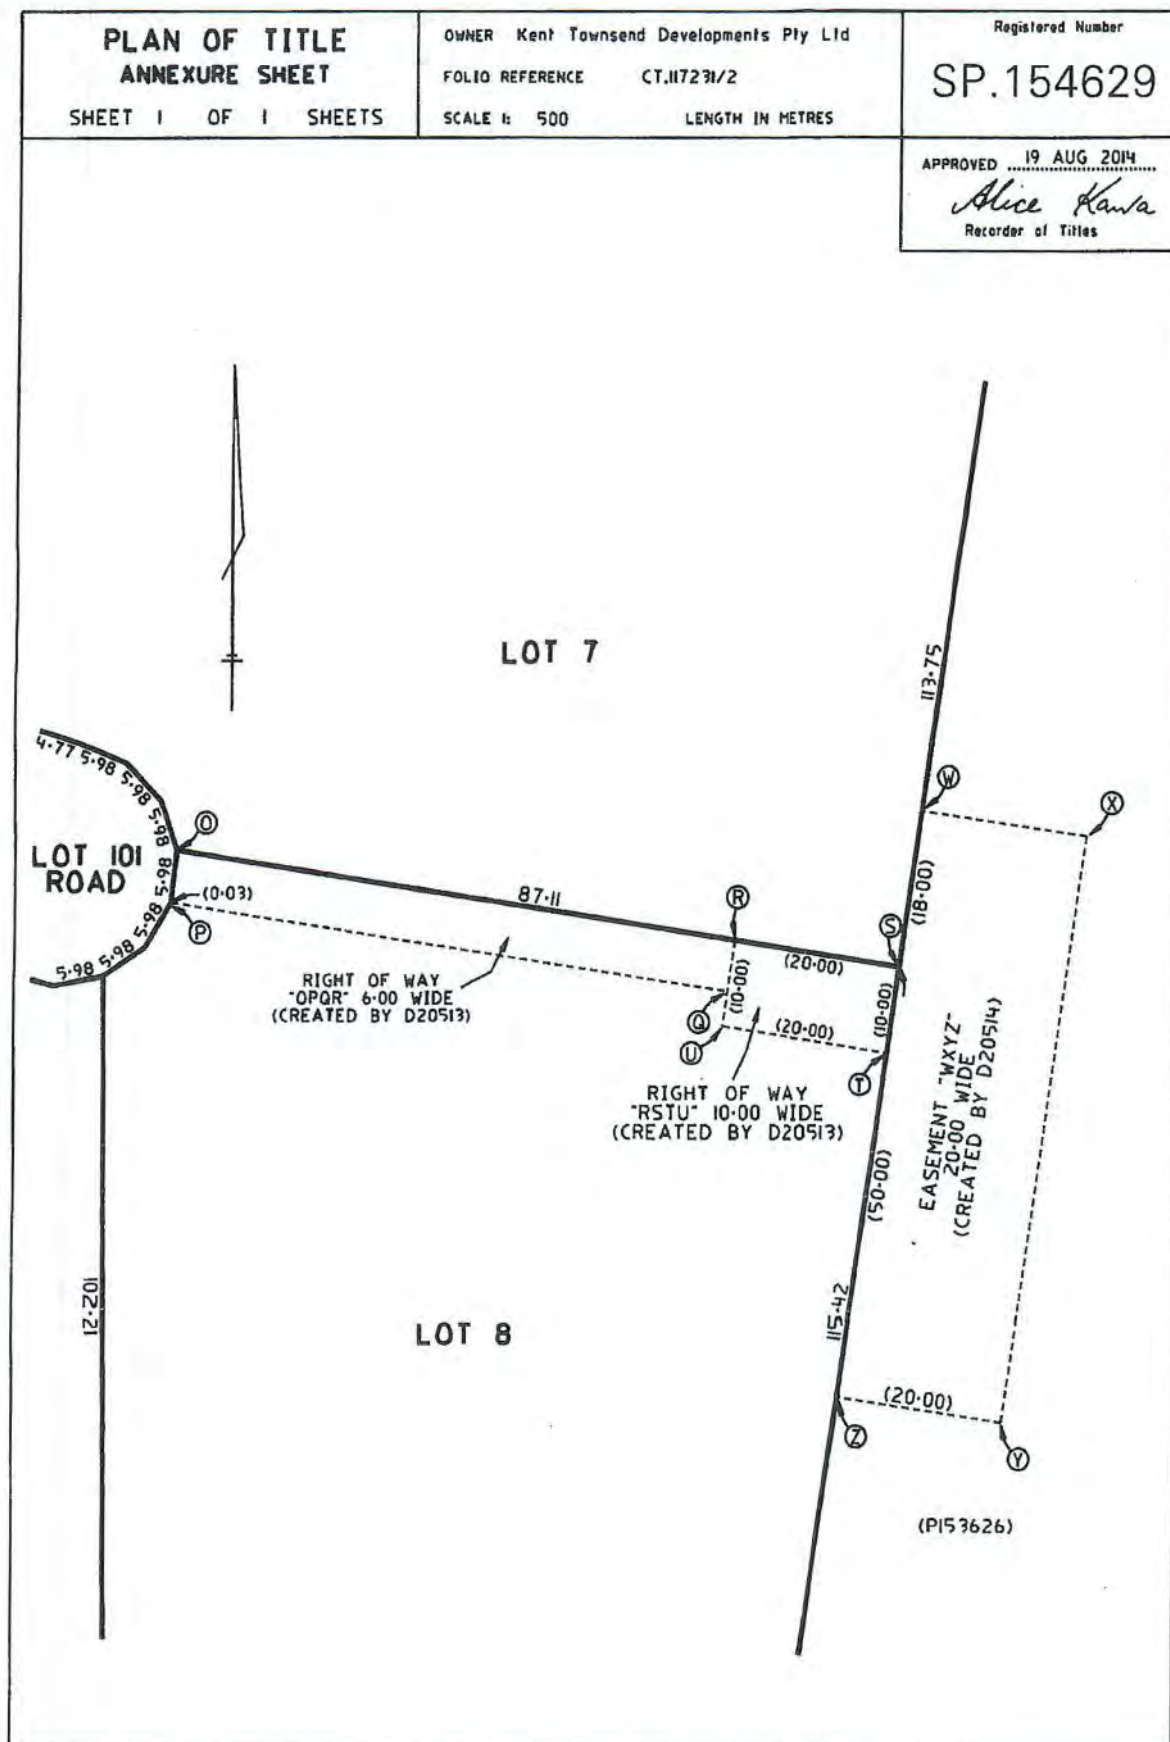 PLAN OF TITLE
ANNEXURE SHEET
SHEET 1 OF 1 SHEETS
OWNER Kent Townsend Developments Pty Ltd
FOLIO REFERENCE CT.117231/2
SCALE 1: 500 LENGTH IN METRES
Registered Number
SP.154629
APPROVED 19 AUG 2014
Alice Kawa
Recorder of Titles
LOT 7
113·75
W
X
4·77 5·98 5·98 5·98
O
LOT 101
ROAD
5·98
(0·03)
P
5·98 5·98 5·98
87·11
R
S
(18·00)
(20·00)
RIGHT OF WAY
"OPQR" 6·00 WIDE
(CREATED BY D20513)
(10·00)
(10·00)
Q
U
(20·00)
T
RIGHT OF WAY
"RSTU" 10·00 WIDE
(CREATED BY D20513)
EASEMENT "WXYZ"
20·00 WIDE
(CREATED BY D20514)
(50·00)
12·201
LOT 8
115·42
(20·00)
Z
Y
(P153626)